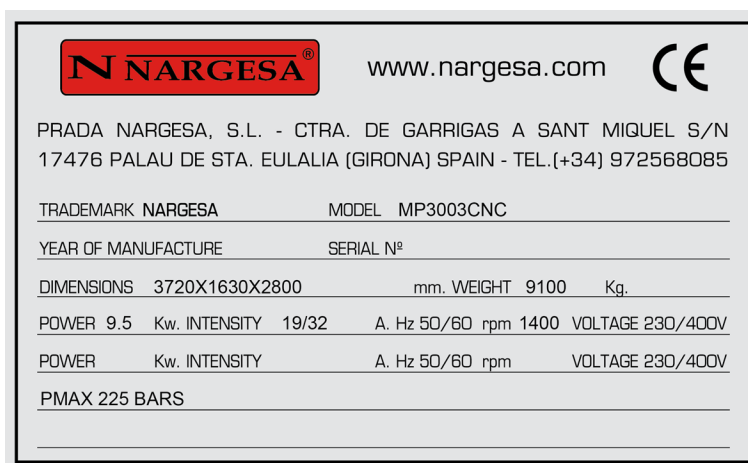 N NARGESA® www.nargesa.com CE
PRADA NARGESA, S.L. - CTRA. DE GARRIGAS A SANT MIQUEL S/N
17476 PALAU DE STA. EULALIA (GIRONA) SPAIN - TEL.(+34) 972568085
TRADEMARK NARGESA MODEL MP3003CNC
YEAR OF MANUFACTURE SERIAL Nº
DIMENSIONS 3720X1630X2800 mm. WEIGHT 9100 Kg.
POWER 9.5 Kw. INTENSITY 19/32 A. Hz 50/60 rpm 1400 VOLTAGE 230/400V
POWER Kw. INTENSITY A. Hz 50/60 rpm VOLTAGE 230/400V
PMAX 225 BARS